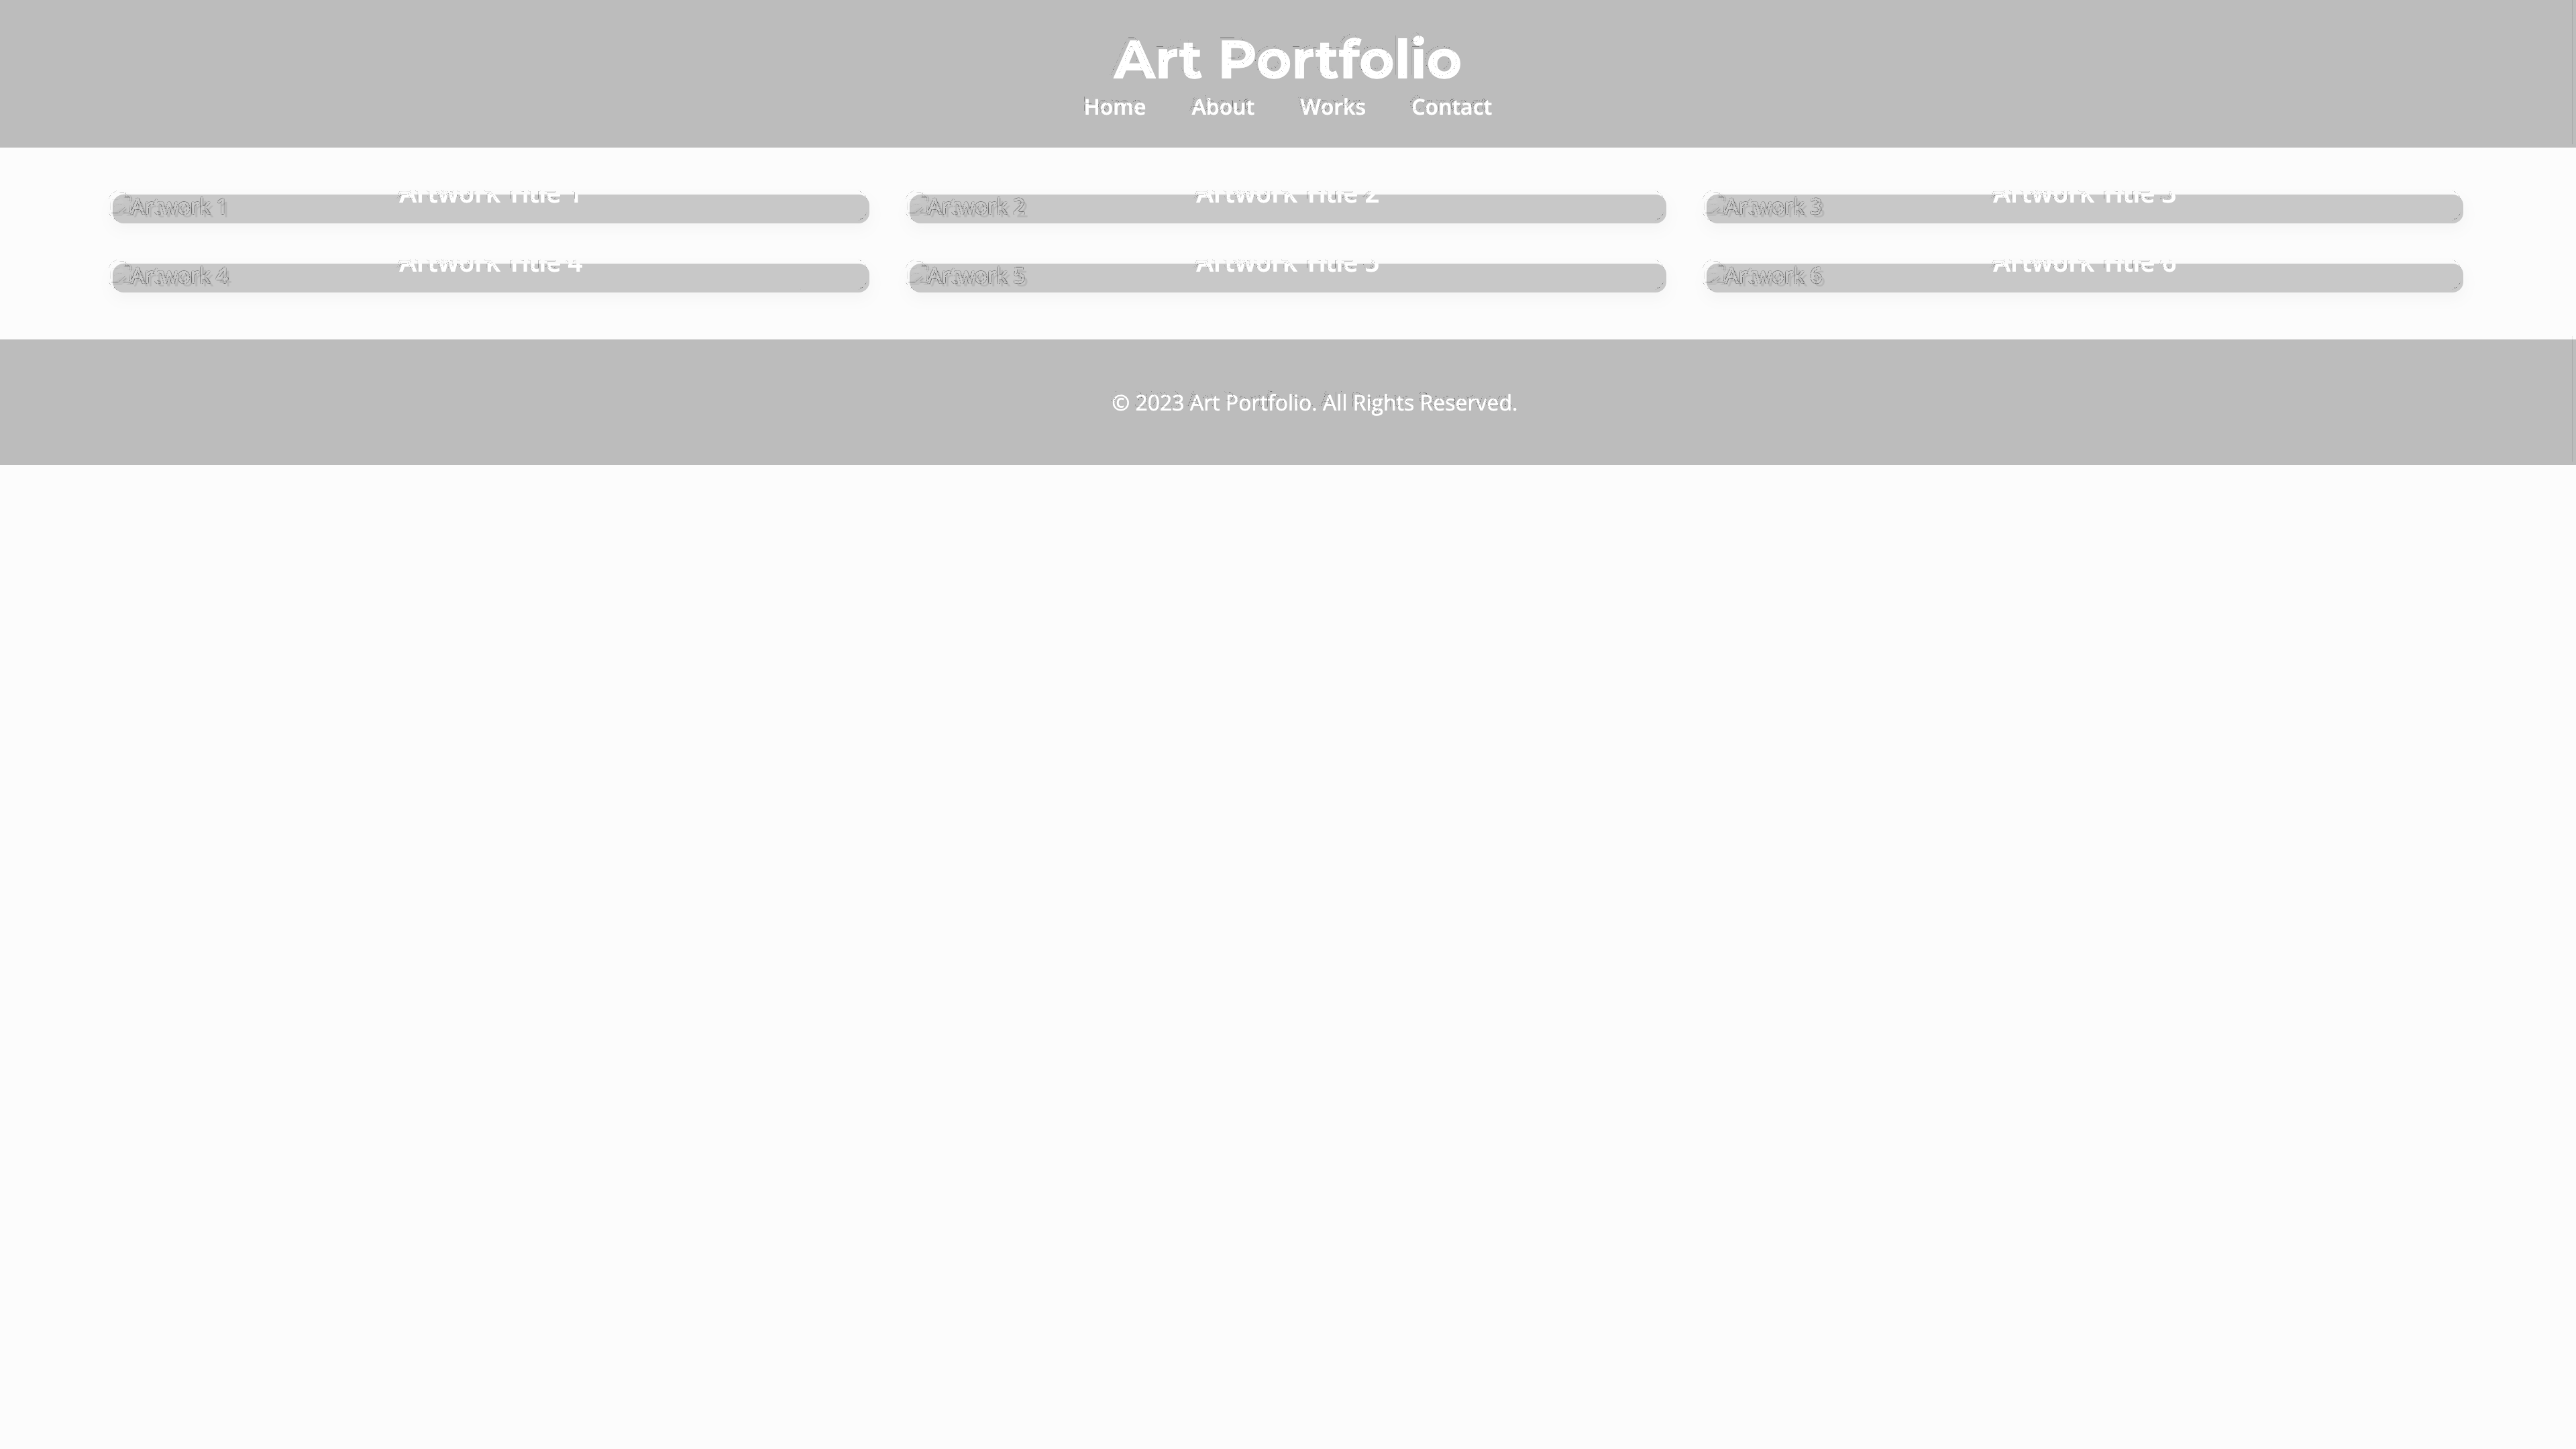 Art Portfolio
Home About Works Contact
Artwork Title 1 Artwork Title 2 Artwork Title 3
Artwork 1 Artwork 2 Artwork 3
Artwork Title 4 Artwork Title 5 Artwork Title 6
Artwork 4 Artwork 5 Artwork 6
© 2023 Art Portfolio. All Rights Reserved.